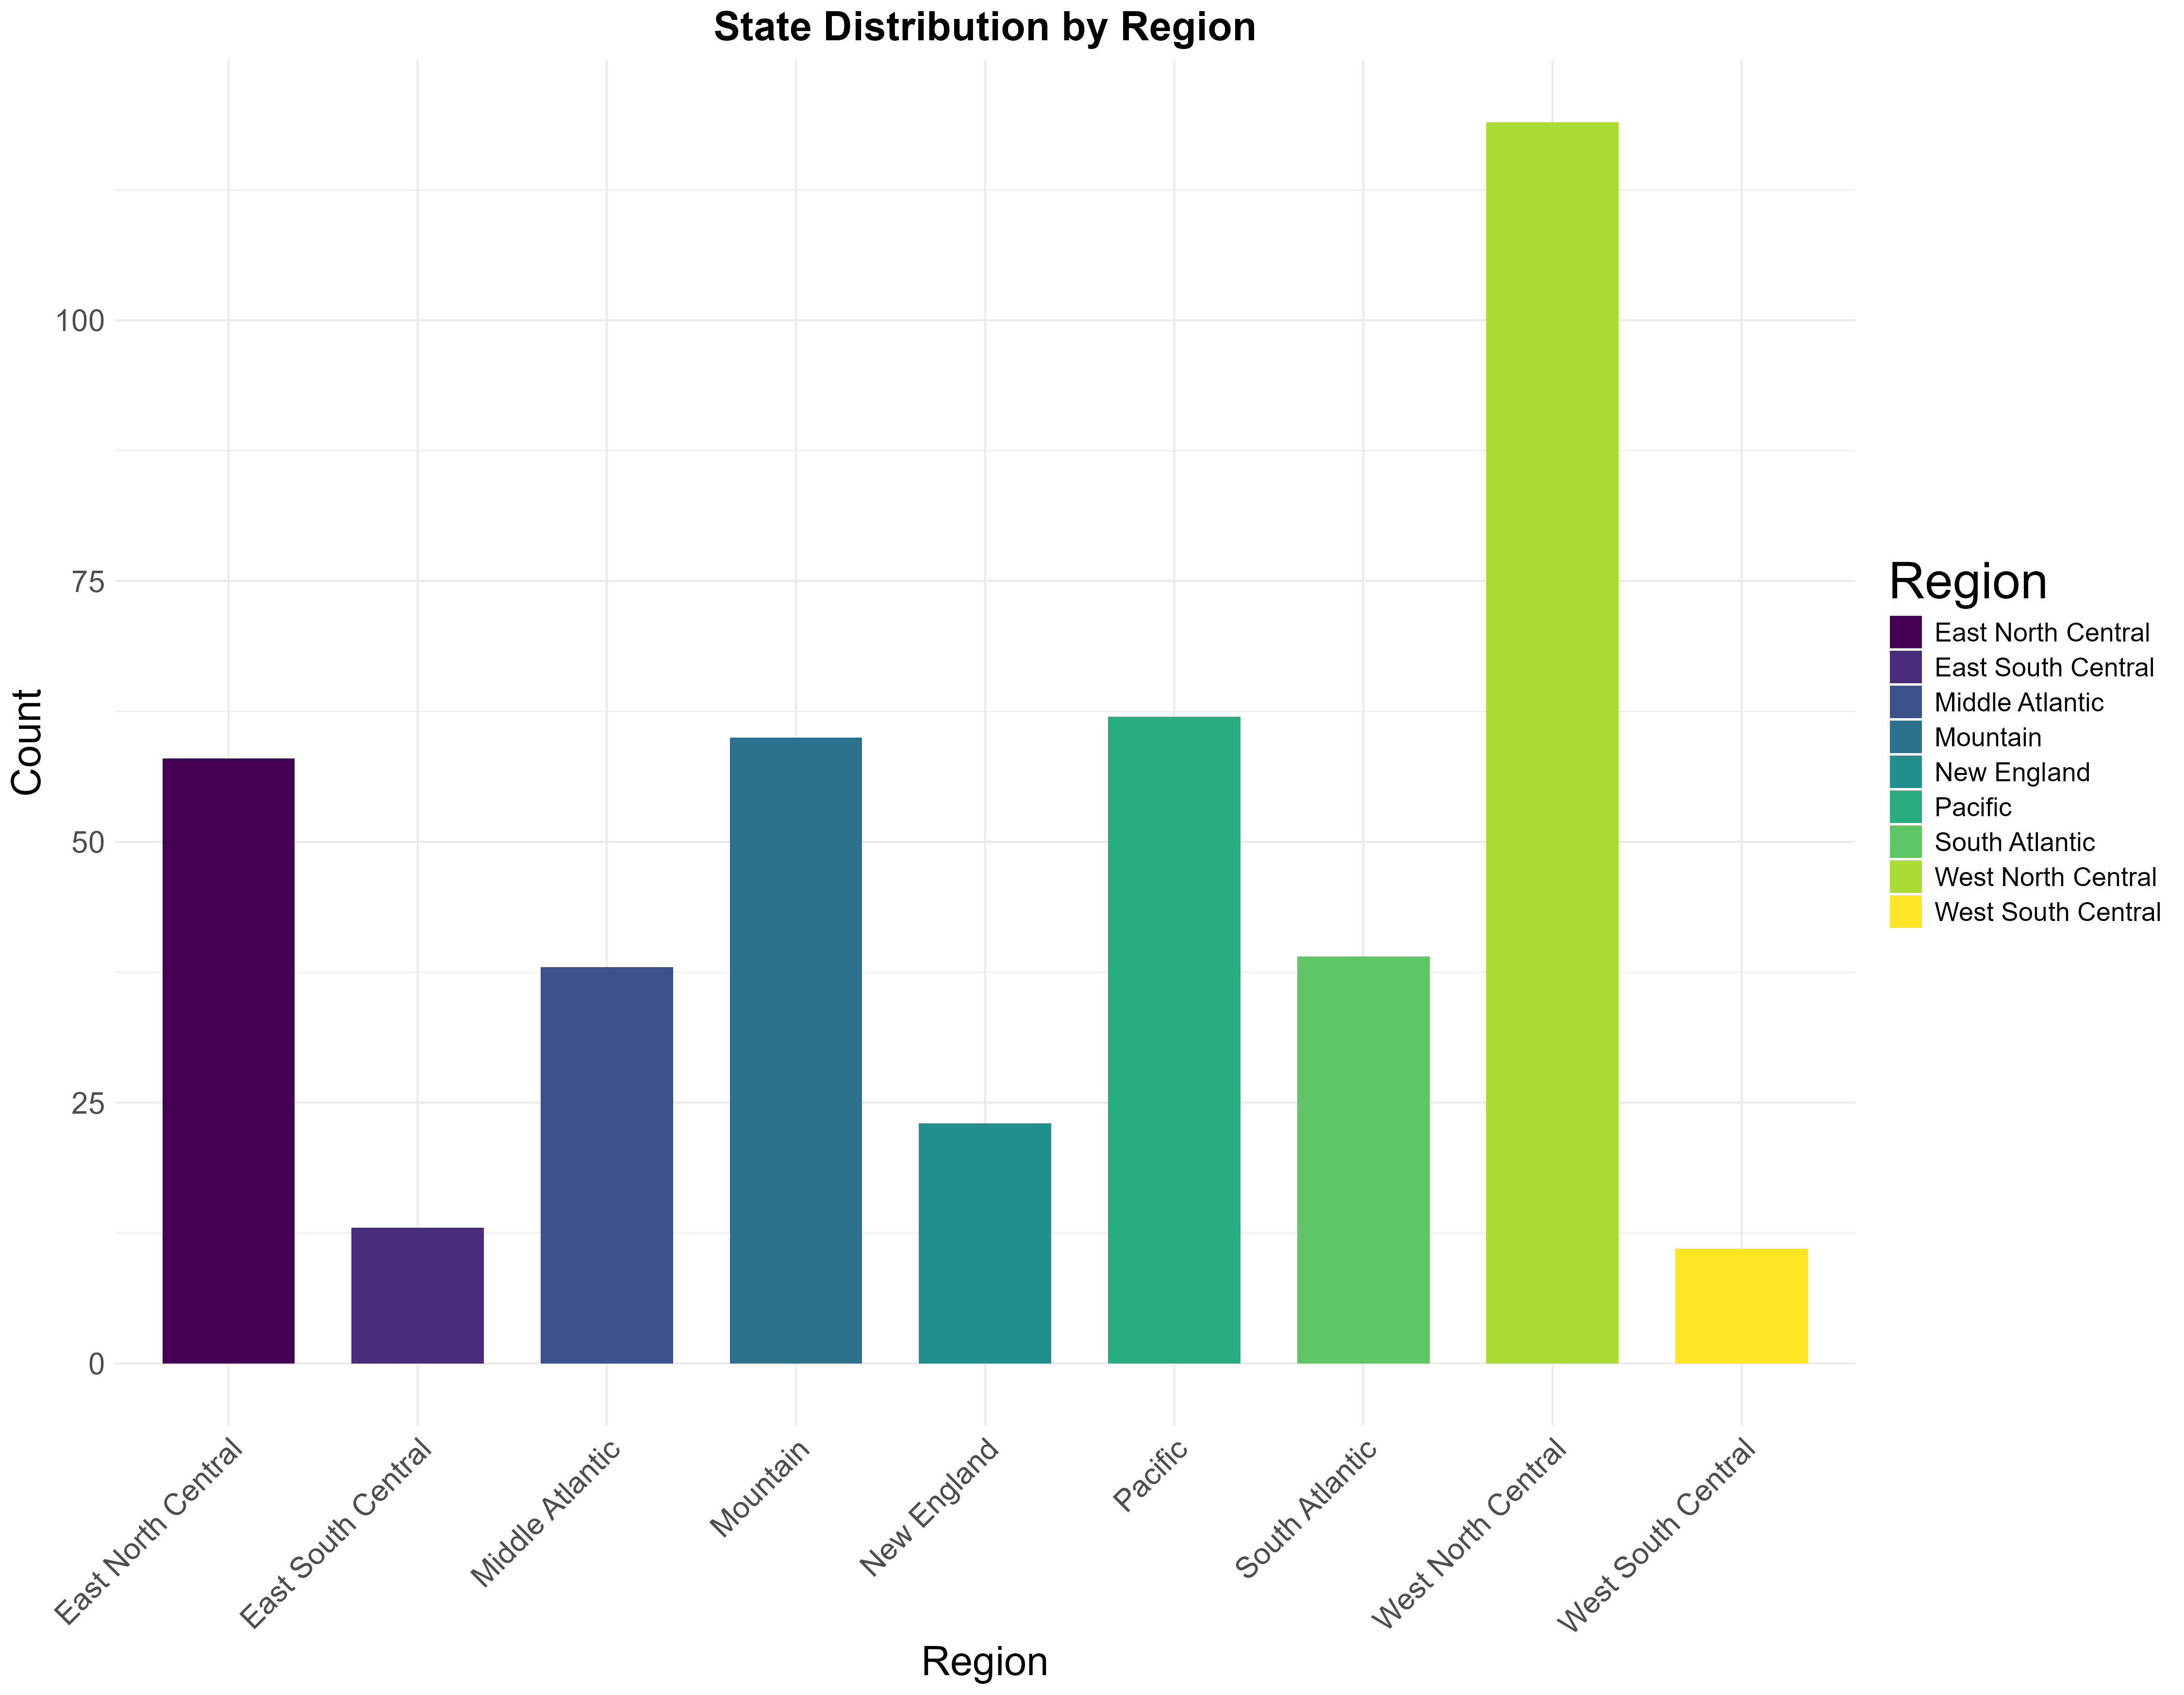 State Distribution by Region
Count
100
75
50
25
0
East North Central
East South Central
Middle Atlantic
Mountain
New England
Pacific
South Atlantic
West North Central
West South Central
Region
Region
East North Central
East South Central
Middle Atlantic
Mountain
New England
Pacific
South Atlantic
West North Central
West South Central